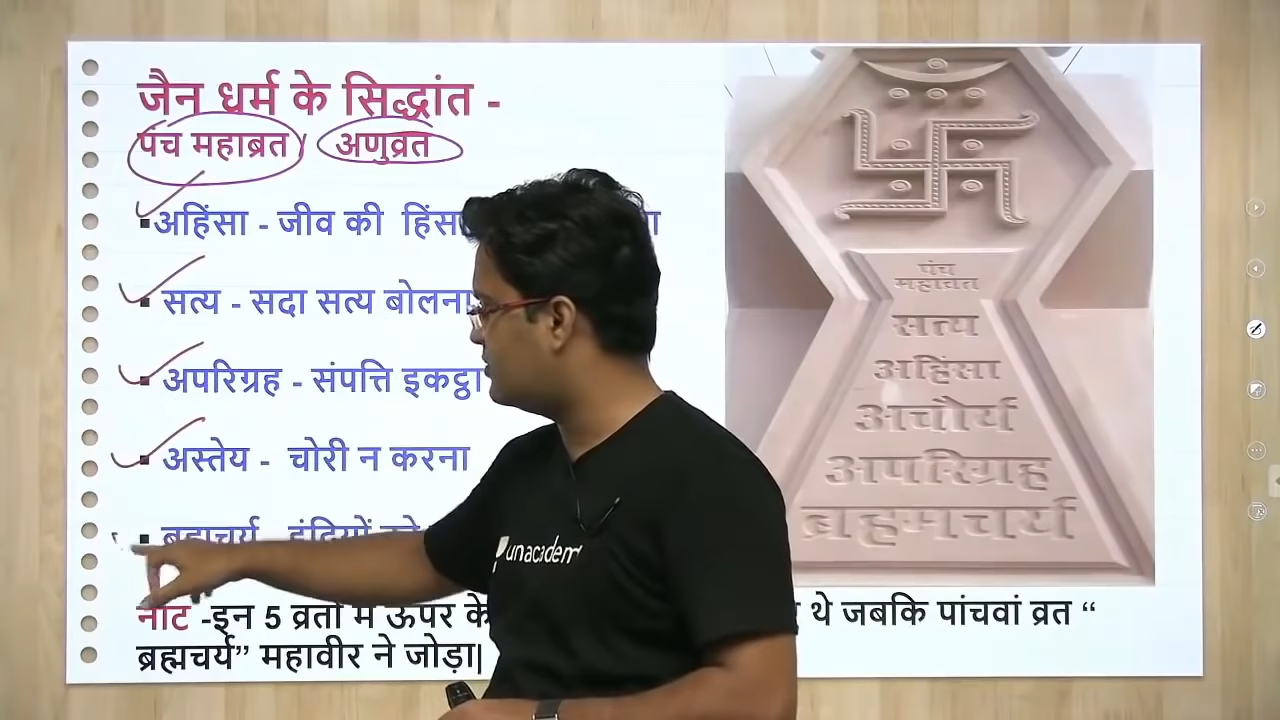 जैन धर्म के सिद्धांत -
पंच महाब्रत / अणुव्रत
▪अहिंसा - जीव की हिंस
▪ सत्य - सदा सत्य बोलना
▪ अपरिग्रह - संपत्ति इकट्ठा
▪ अस्तेय - चोरी न करना
▪ ब्रह्मचर्य - इंद्रियों को
नोट -इन 5 व्रतों में ऊपर के थे जबकि पांचवां व्रत “
ब्रह्मचर्य” महावीर ने जोड़ा|
पंच
महाव्रत
सत्य
अहिंसा
अचौर्य
अपरिग्रह
ब्रहमचर्य
unacadem